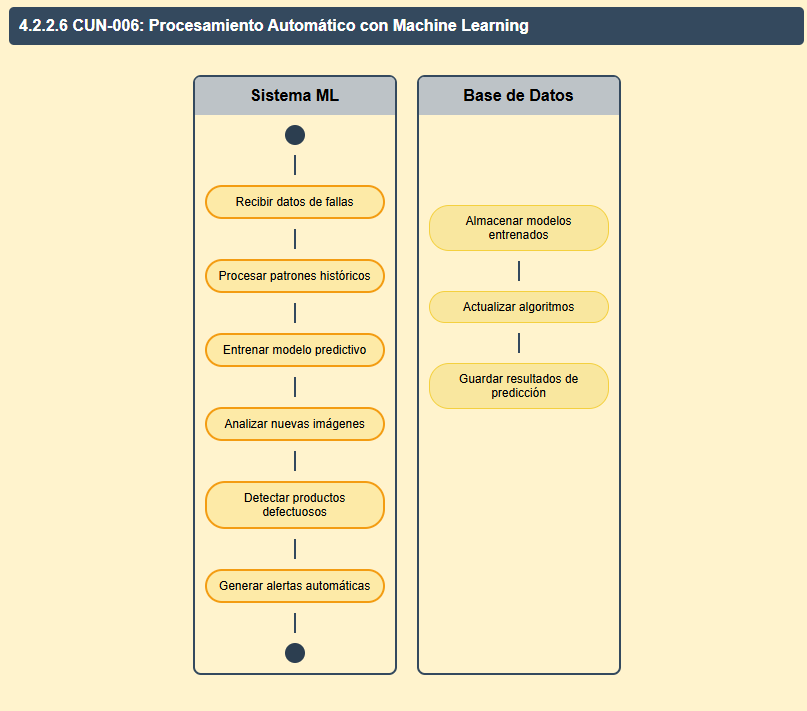 4.2.2.6 CUN-006: Procesamiento Automático con Machine Learning
Sistema ML
Recibir datos de fallas
Procesar patrones históricos
Entrenar modelo predictivo
Analizar nuevas imágenes
Detectar productos
defectuosos
Generar alertas automáticas
Base de Datos
Almacenar modelos
entrenados
Actualizar algoritmos
Guardar resultados de
predicción